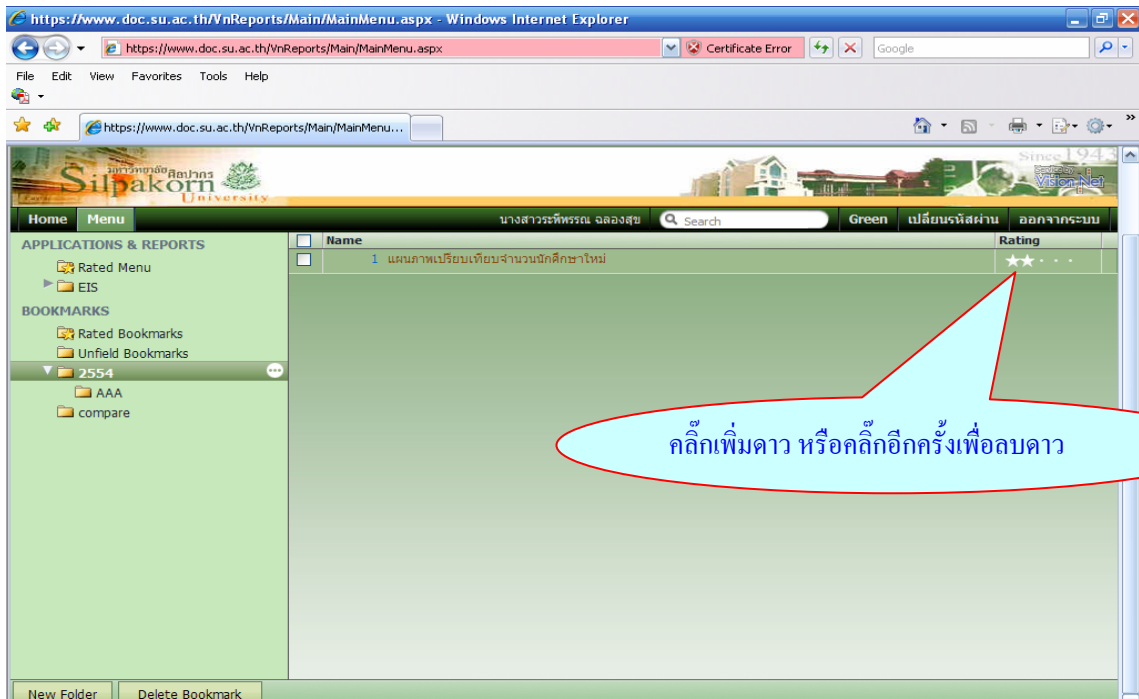 https://www.doc.su.ac.th/VnReports/Main/MainMenu.aspx - Windows Internet Explorer
https://www.doc.su.ac.th/VnReports/Main/MainMenu.aspx Certificate Error Google
File Edit View Favorites Tools Help
https://www.doc.su.ac.th/VnReports/Main/MainMenu...
มหาวิทยาลัยศิลปากร
Silpakorn
University
Since 1943
Vision Net
Home Menu นางสาวระพีพรรณ ฉลองสุข Search Green เปลี่ยนรหัสผ่าน ออกจากระบบ
APPLICATIONS & REPORTS
Rated Menu
EIS
BOOKMARKS
Rated Bookmarks
Unfield Bookmarks
2554
AAA
compare
Name Rating
1 แผนภาพเปรียบเทียบจำนวนนักศึกษาใหม่
คลิ๊กเพิ่มดาว หรือคลิ๊กอีกครั้งเพื่อลบดาว
New Folder Delete Bookmark